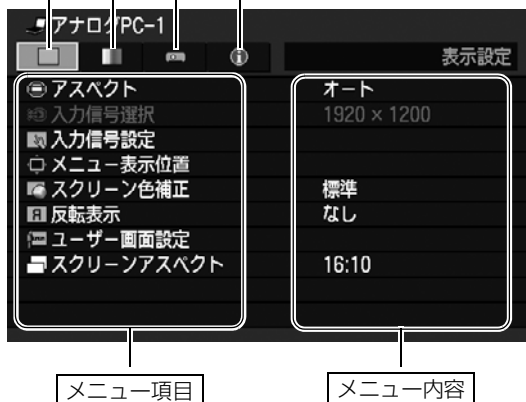 アナログPC-1
表示設定
アスペクト オート
入力信号選択 1920 × 1200
入力信号設定
メニュー表示位置
スクリーン色補正 標準
反転表示 なし
ユーザー画面設定
スクリーンアスペクト 16:10
メニュー項目 メニュー内容